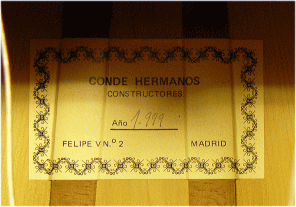 CONDE HERMANOS
CONSTRUCTORES
Año 1.999
FELIPE V N.º 2 MADRID